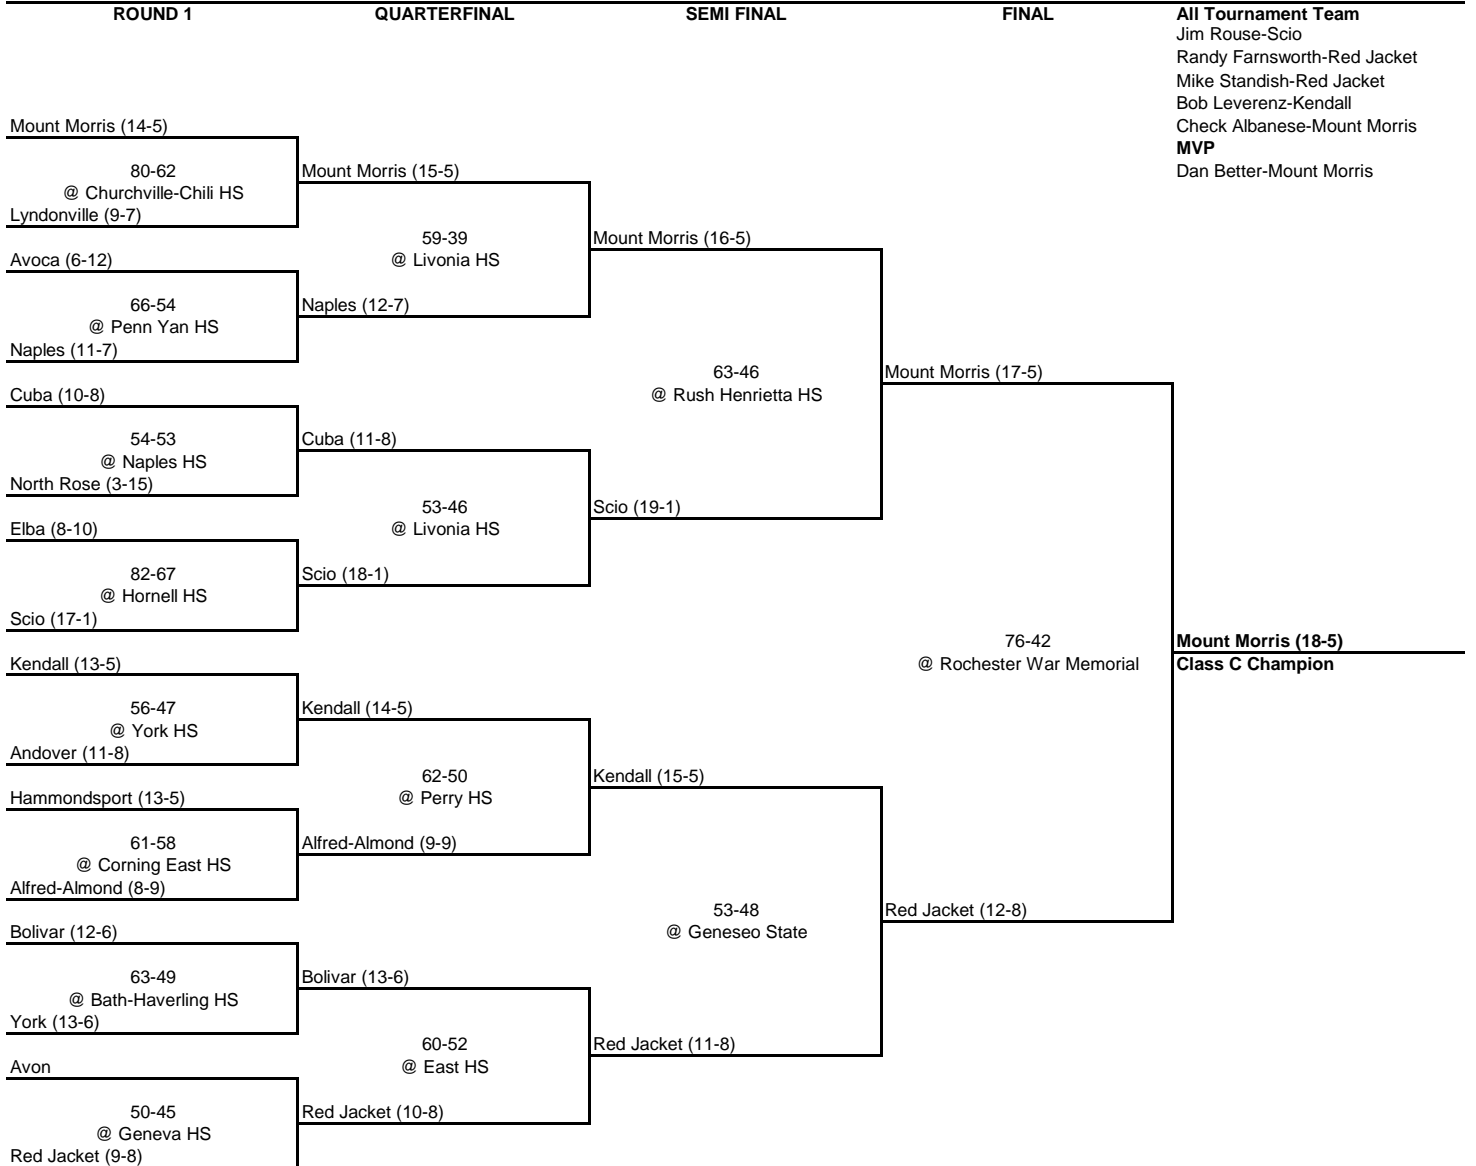 ROUND 1 QUARTERFINAL SEMI FINAL FINAL All Tournament Team
Jim Rouse-Scio
Randy Farnsworth-Red Jacket
Mike Standish-Red Jacket
Bob Leverenz-Kendall
Check Albanese-Mount Morris
MVP
Dan Better-Mount Morris
Mount Morris (14-5)
80-62
@ Churchville-Chili HS
Lyndonville (9-7)
Avoca (6-12)
66-54
@ Penn Yan HS
Naples (11-7)
Cuba (10-8)
54-53
@ Naples HS
North Rose (3-15)
Elba (8-10)
82-67
@ Hornell HS
Scio (17-1)
Kendall (13-5)
56-47
@ York HS
Andover (11-8)
Hammondsport (13-5)
61-58
@ Corning East HS
Alfred-Almond (8-9)
Bolivar (12-6)
63-49
@ Bath-Haverling HS
York (13-6)
Avon
50-45
@ Geneva HS
Red Jacket (9-8)
Mount Morris (15-5)
59-39
@ Livonia HS
Naples (12-7)
Cuba (11-8)
53-46
@ Livonia HS
Scio (18-1)
Kendall (14-5)
62-50
@ Perry HS
Alfred-Almond (9-9)
Bolivar (13-6)
60-52
@ East HS
Red Jacket (10-8)
Mount Morris (16-5)
63-46
@ Rush Henrietta HS
Scio (19-1)
Kendall (15-5)
53-48
@ Geneseo State
Red Jacket (11-8)
Mount Morris (17-5)
76-42
@ Rochester War Memorial
Red Jacket (12-8)
Mount Morris (18-5)
Class C Champion